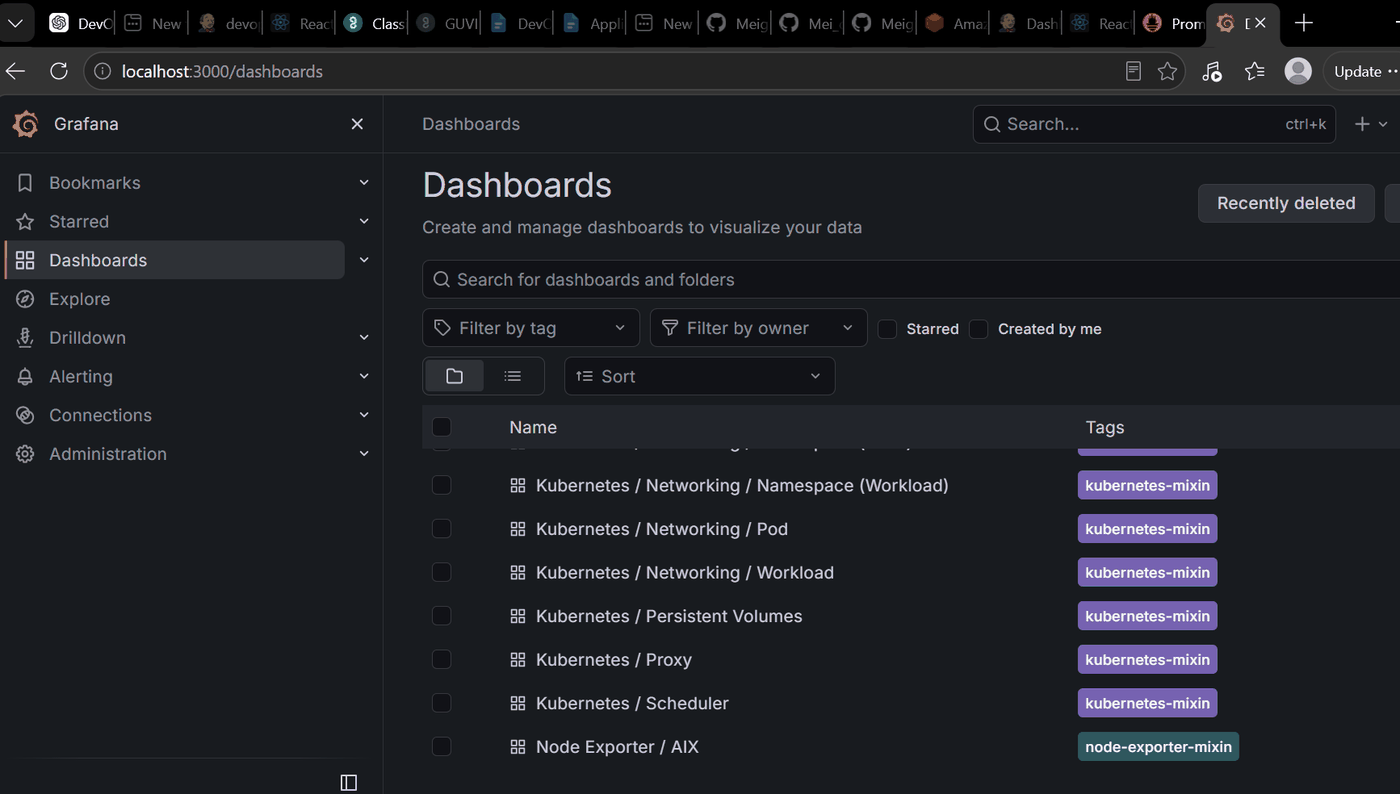 DevO
New
devo
React
Class
GUVI
DevO
Appli
New
Meig
Mei_
Meig
Ama
Dash
React
Prom
localhost:3000/dashboards
Update
Grafana
Dashboards
Search...
ctrl+k
Bookmarks
Starred
Dashboards
Explore
Drilldown
Alerting
Connections
Administration
Dashboards
Create and manage dashboards to visualize your data
Recently deleted
Search for dashboards and folders
Filter by tag
Filter by owner
Starred
Created by me
Sort
Name
Tags
Kubernetes / Networking / Namespace (Workload)
kubernetes-mixin
Kubernetes / Networking / Pod
kubernetes-mixin
Kubernetes / Networking / Workload
kubernetes-mixin
Kubernetes / Persistent Volumes
kubernetes-mixin
Kubernetes / Proxy
kubernetes-mixin
Kubernetes / Scheduler
kubernetes-mixin
Node Exporter / AIX
node-exporter-mixin